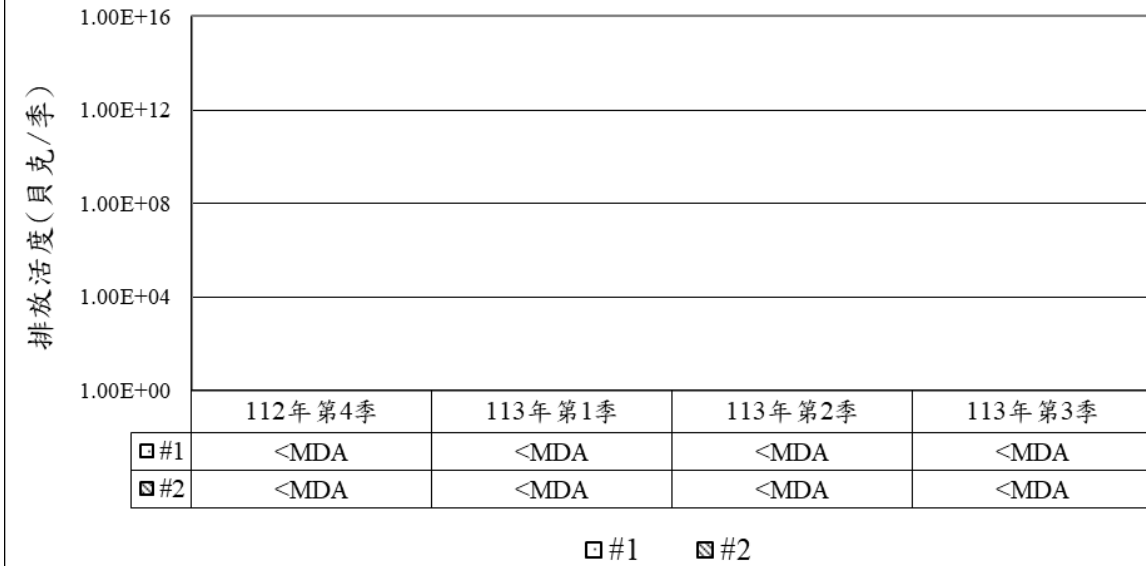 1.00E+16
1.00E+12
1.00E+08
1.00E+04
1.00E+00
排放活度(貝克/季)
112年第4季 113年第1季 113年第2季 113年第3季
#1 <MDA <MDA <MDA <MDA
#2 <MDA <MDA <MDA <MDA
#1 #2